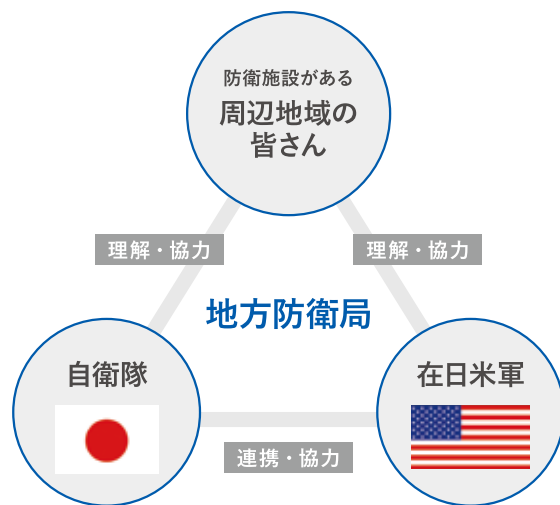 防衛施設がある
周辺地域の
皆さん
理解・協力
理解・協力
地方防衛局
自衛隊
在日米軍
連携・協力